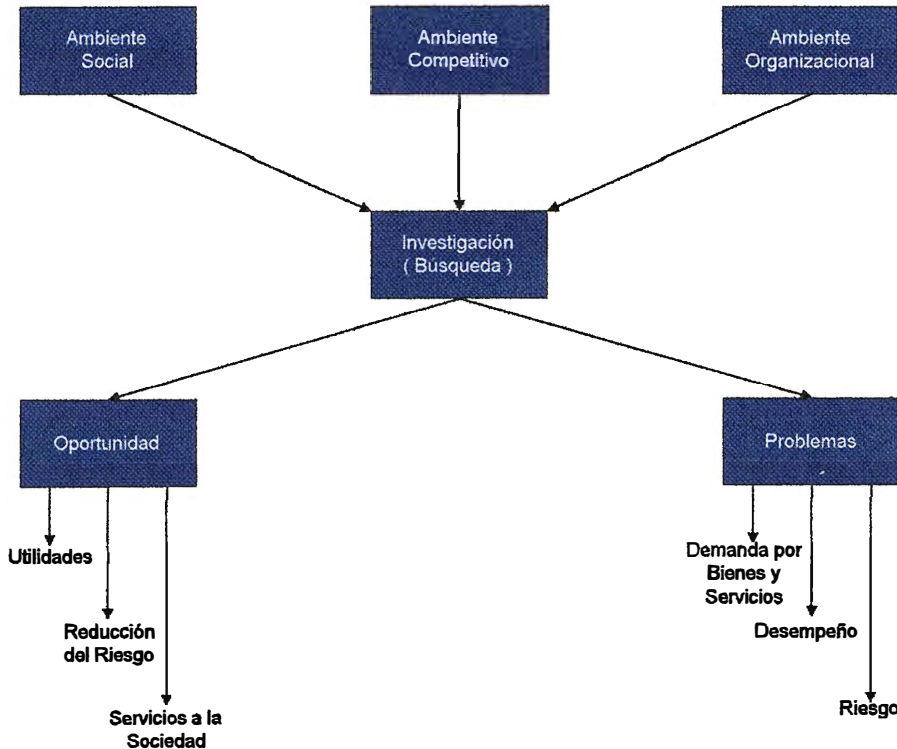 Ambiente
Social
Ambiente
Competitivo
Ambiente
Organizacional
Investigación
( Búsqueda )
Oportunidad
Problemas
Utilidades
Reducción
del Riesgo
Servicios a la
Sociedad
Demanda por
Bienes y
Servicios
Desempeño
Riesgo